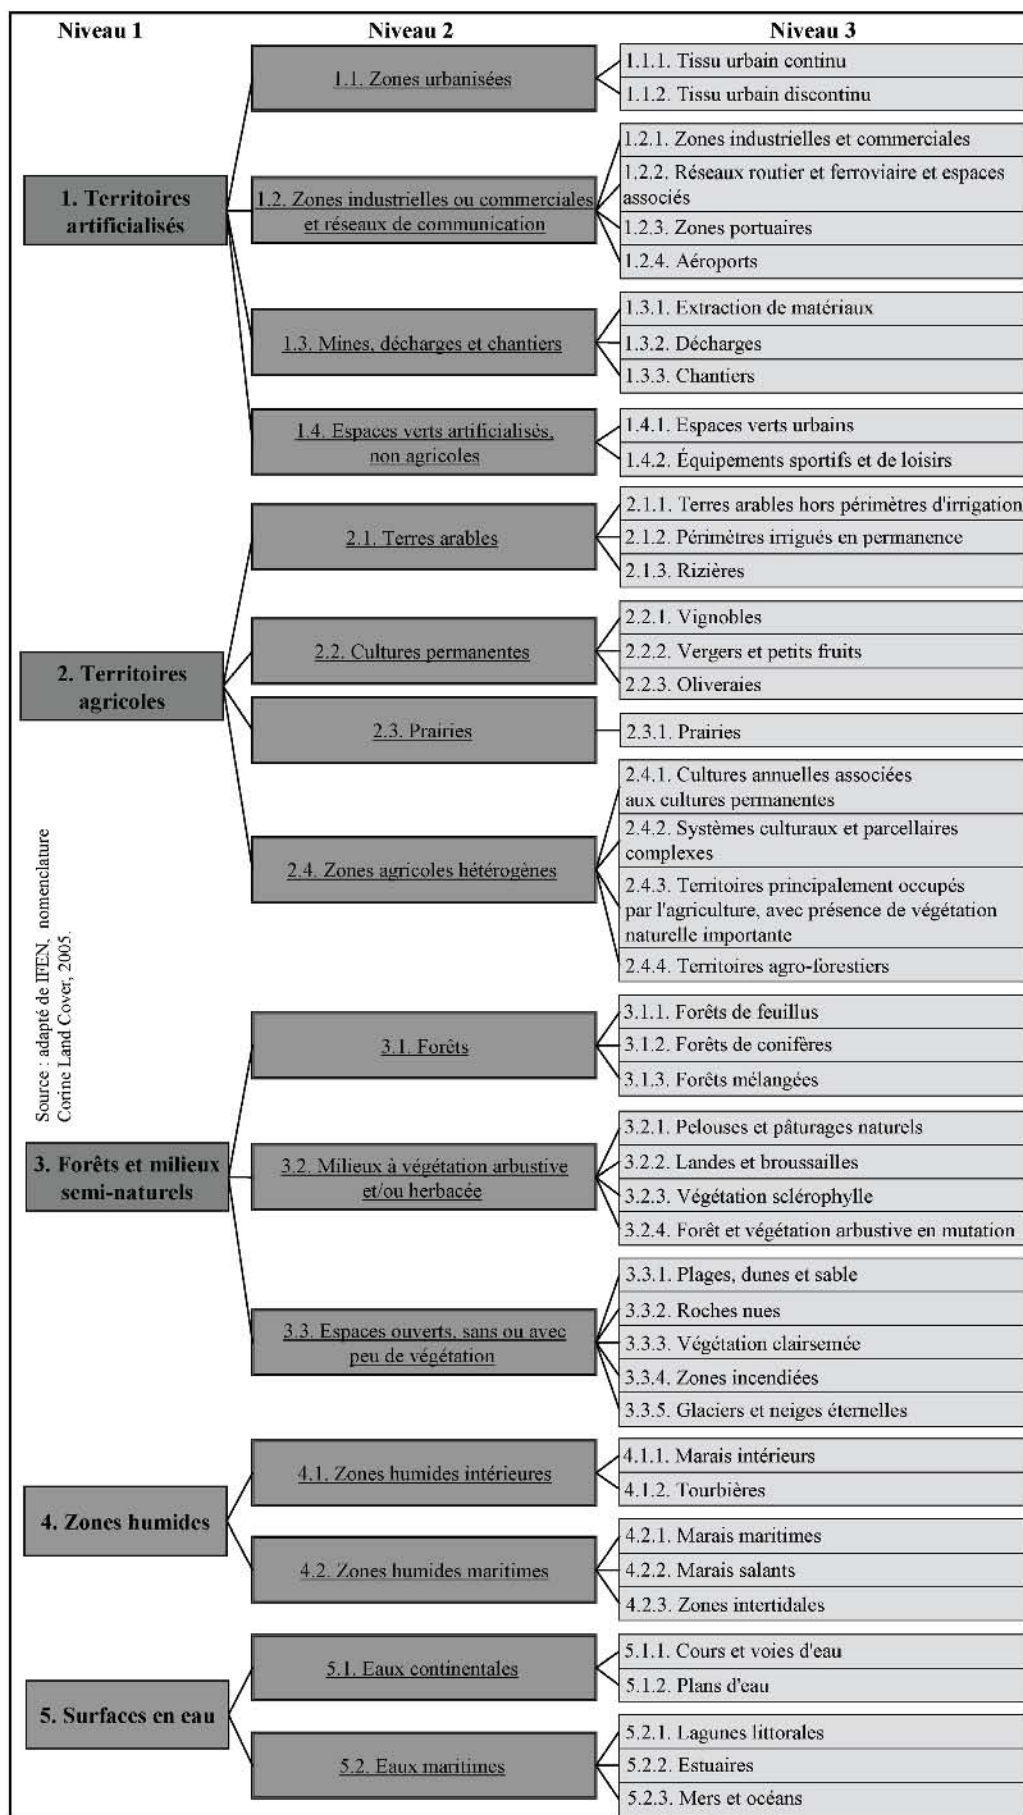 Niveau 1
Niveau 2
Niveau 3
1. Territoires
artificialisés
1.1. Zones urbanisées
1.1.1. Tissu urbain continu
1.1.2. Tissu urbain discontinu
1.2. Zones industrielles ou commerciales
et réseaux de communication
1.2.1. Zones industrielles et commerciales
1.2.2. Réseaux routier et ferroviaire et espaces
associés
1.2.3. Zones portuaires
1.2.4. Aéroports
1.3. Mines, décharges et chantiers
1.3.1. Extraction de matériaux
1.3.2. Décharges
1.3.3. Chantiers
1.4. Espaces verts artificialisés,
non agricoles
1.4.1. Espaces verts urbains
1.4.2. Équipements sportifs et de loisirs
2. Territoires
agricoles
2.1. Terres arables
2.1.1. Terres arables hors périmètres d'irrigation
2.1.2. Périmètres irrigués en permanence
2.1.3. Rizières
2.2. Cultures permanentes
2.2.1. Vignobles
2.2.2. Vergers et petits fruits
2.2.3. Oliveraies
2.3. Prairies
2.3.1. Prairies
2.4. Zones agricoles hétérogènes
2.4.1. Cultures annuelles associées
aux cultures permanentes
2.4.2. Systèmes culturaux et parcellaires
complexes
2.4.3. Territoires principalement occupés
par l'agriculture, avec présence de végétation
naturelle importante
2.4.4. Territoires agro-forestiers
Source : adapté de IFEN, nomenclature
Corine Land Cover, 2005.
3. Forêts et milieux
semi-naturels
3.1. Forêts
3.1.1. Forêts de feuillus
3.1.2. Forêts de conifères
3.1.3. Forêts mélangées
3.2. Milieux à végétation arbustive
et/ou herbacée
3.2.1. Pelouses et pâturages naturels
3.2.2. Landes et broussailles
3.2.3. Végétation sclérophylle
3.2.4. Forêt et végétation arbustive en mutation
3.3. Espaces ouverts, sans ou avec
peu de végétation
3.3.1. Plages, dunes et sable
3.3.2. Roches nues
3.3.3. Végétation clairsemée
3.3.4. Zones incendiées
3.3.5. Glaciers et neiges éternelles
4. Zones humides
4.1. Zones humides intérieures
4.1.1. Marais intérieurs
4.1.2. Tourbières
4.2. Zones humides maritimes
4.2.1. Marais maritimes
4.2.2. Marais salants
4.2.3. Zones intertidales
5. Surfaces en eau
5.1. Eaux continentales
5.1.1. Cours et voies d'eau
5.1.2. Plans d'eau
5.2. Eaux maritimes
5.2.1. Lagunes littorales
5.2.2. Estuaires
5.2.3. Mers et océans